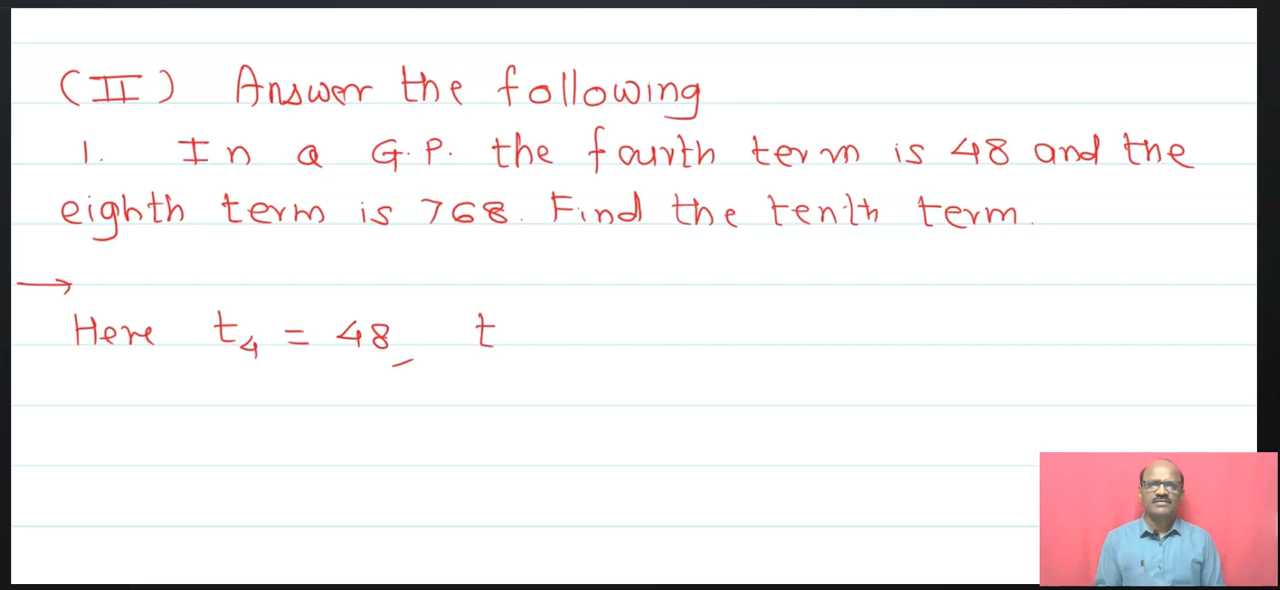 (II) Answer the following
1. In a G.P. the fourth term is 48 and the
eighth term is 768. Find the tenth term.
→
Here t₄ = 48 t